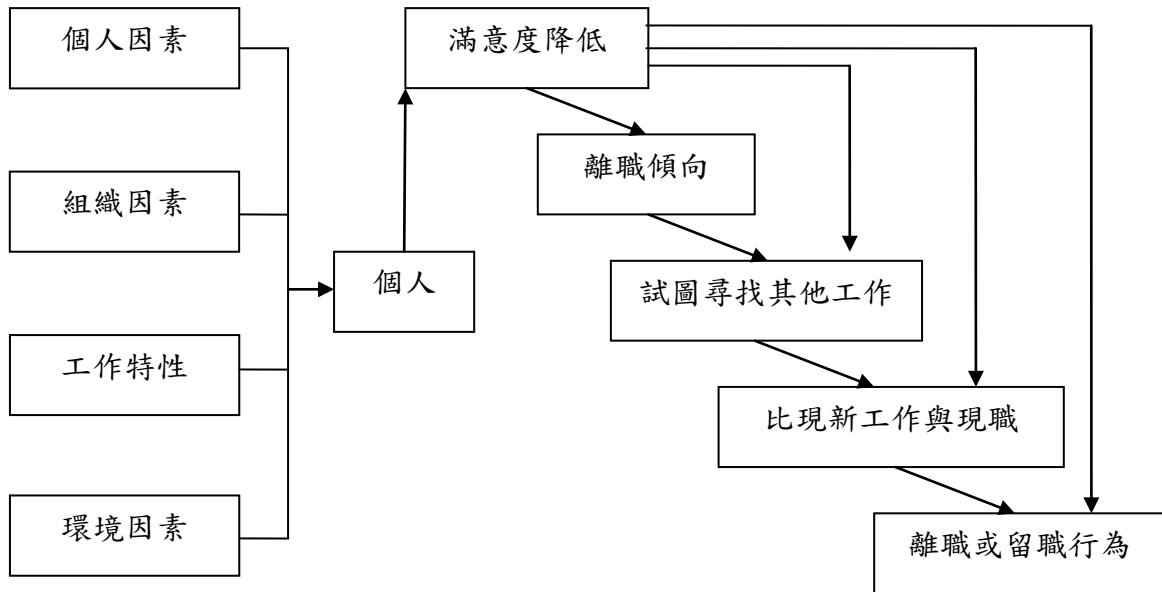 個人因素
組織因素
工作特性
環境因素
個人
滿意度降低
離職傾向
試圖尋找其他工作
比現新工作與現職
離職或留職行為